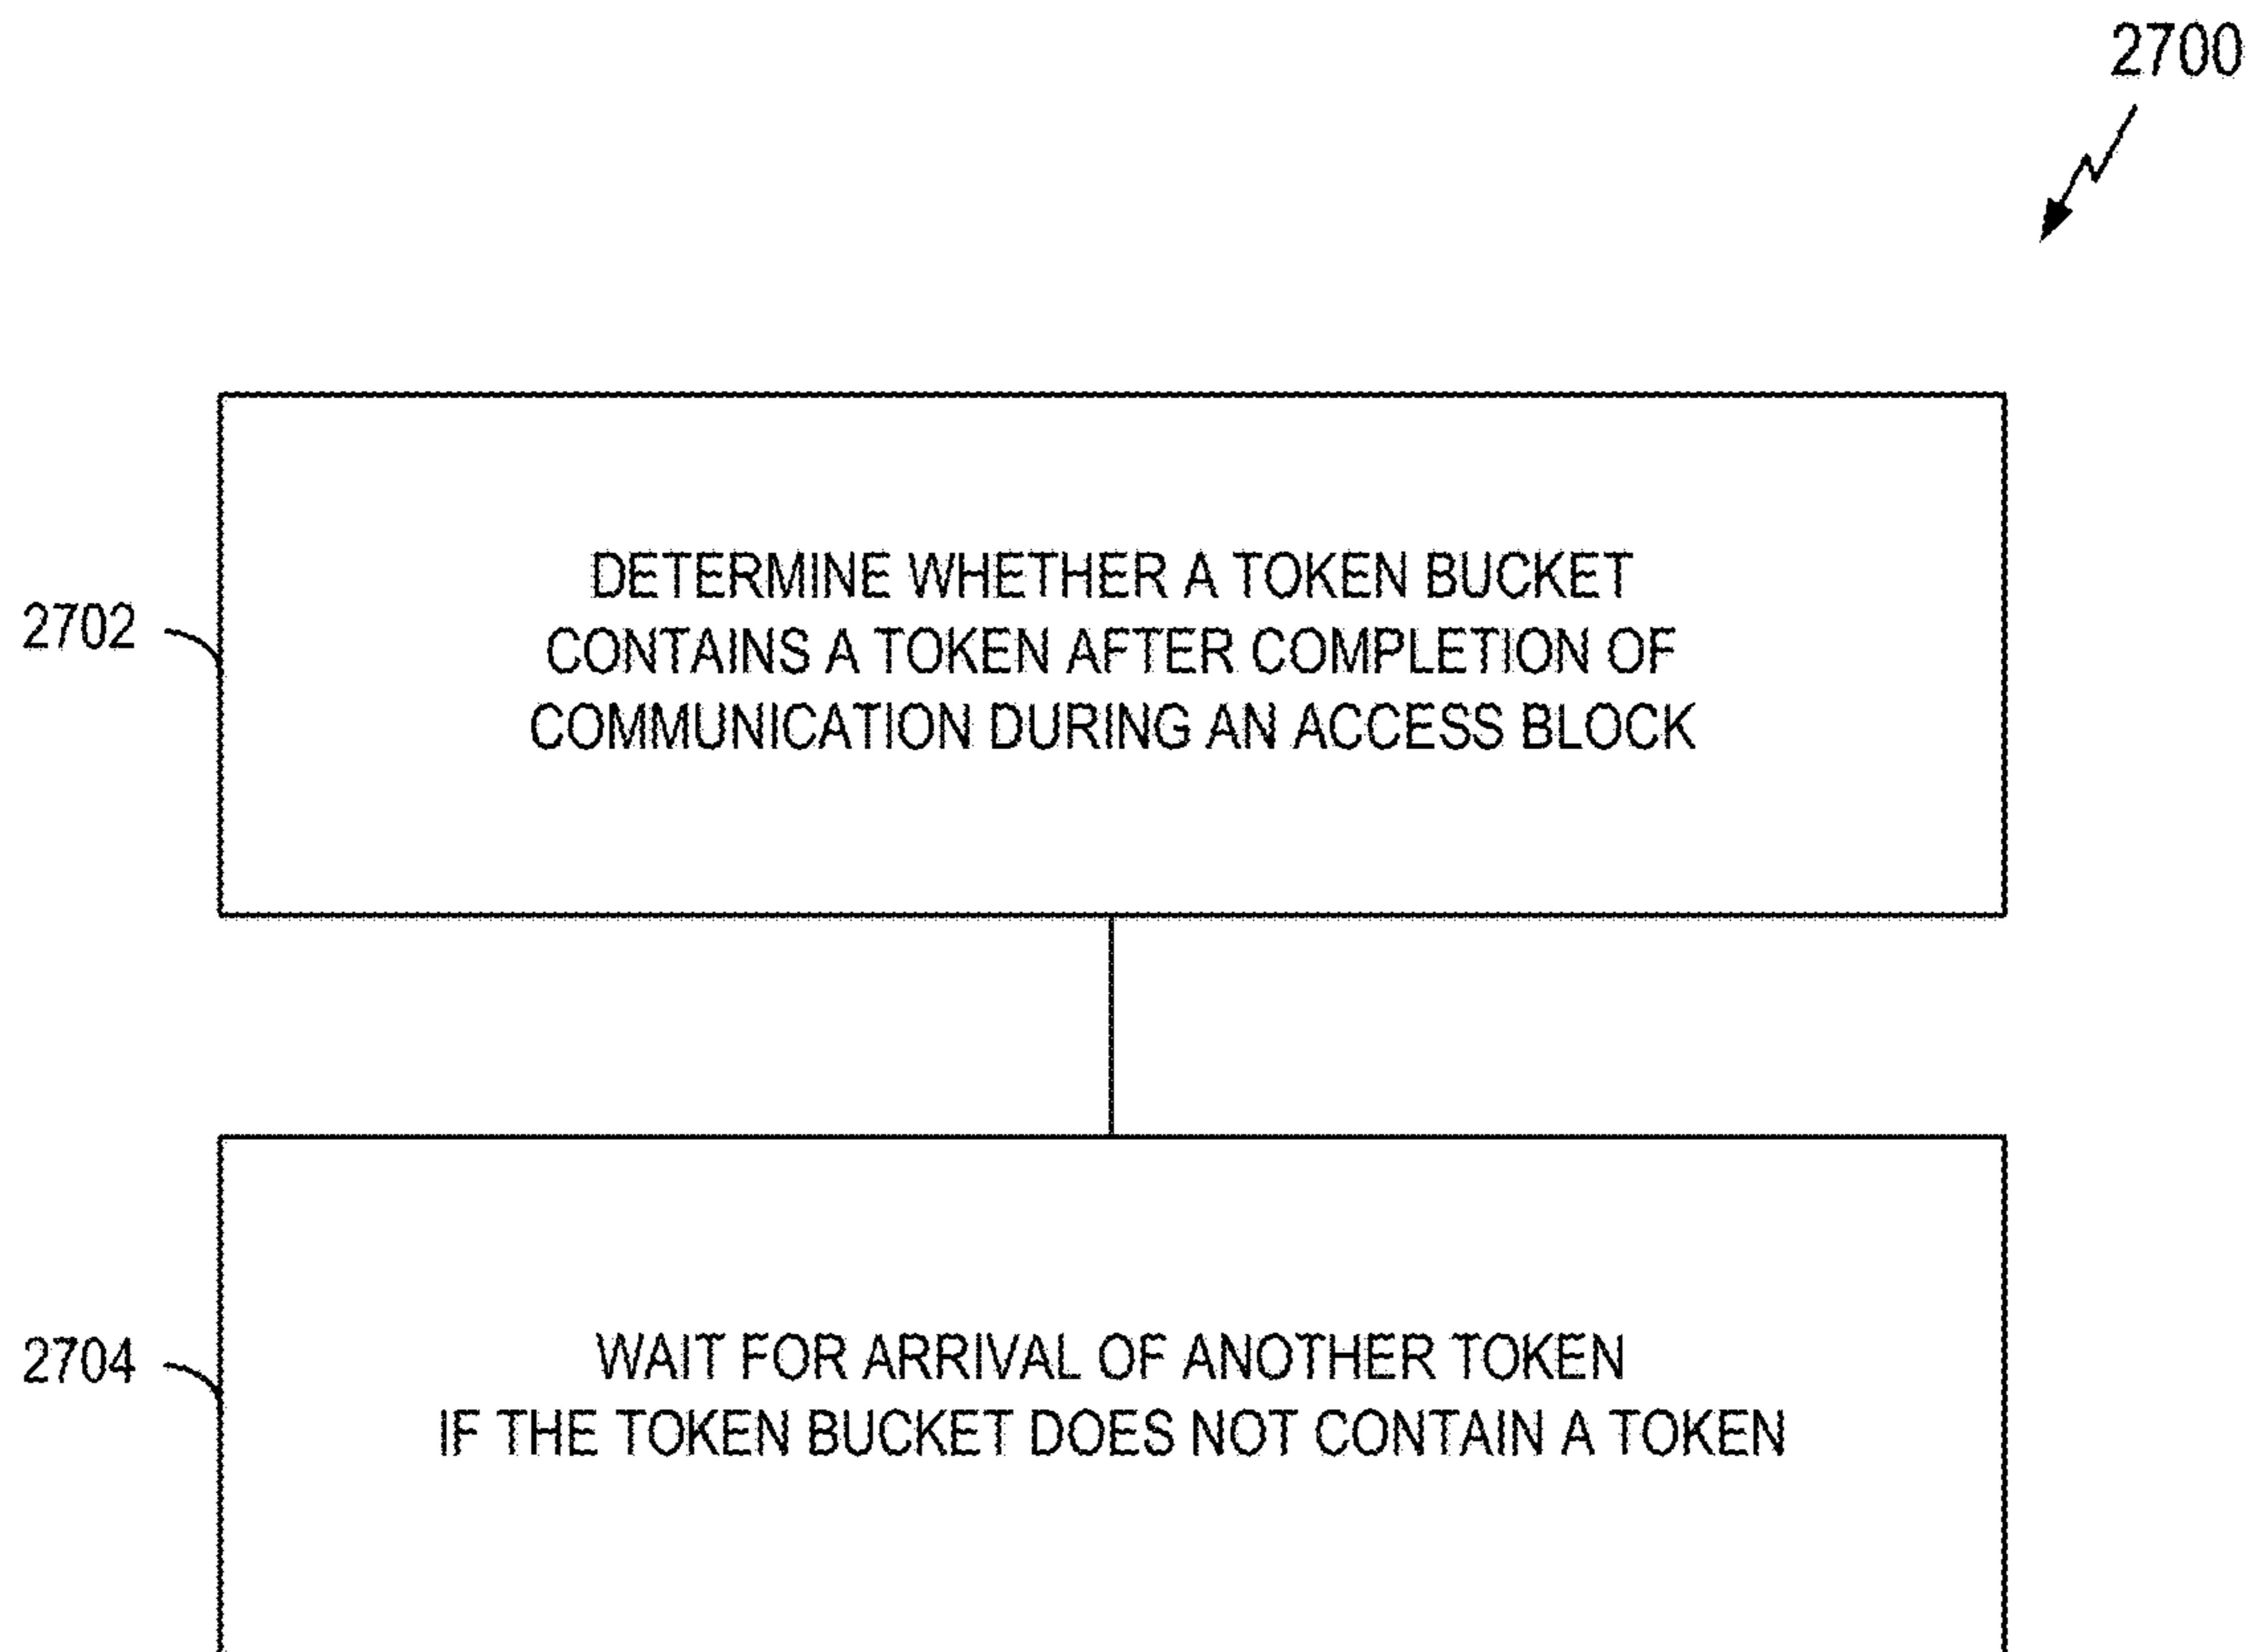 2700
2702
DETERMINE WHETHER A TOKEN BUCKET
CONTAINS A TOKEN AFTER COMPLETION OF
COMMUNICATION DURING AN ACCESS BLOCK
2704
WAIT FOR ARRIVAL OF ANOTHER TOKEN
IF THE TOKEN BUCKET DOES NOT CONTAIN A TOKEN